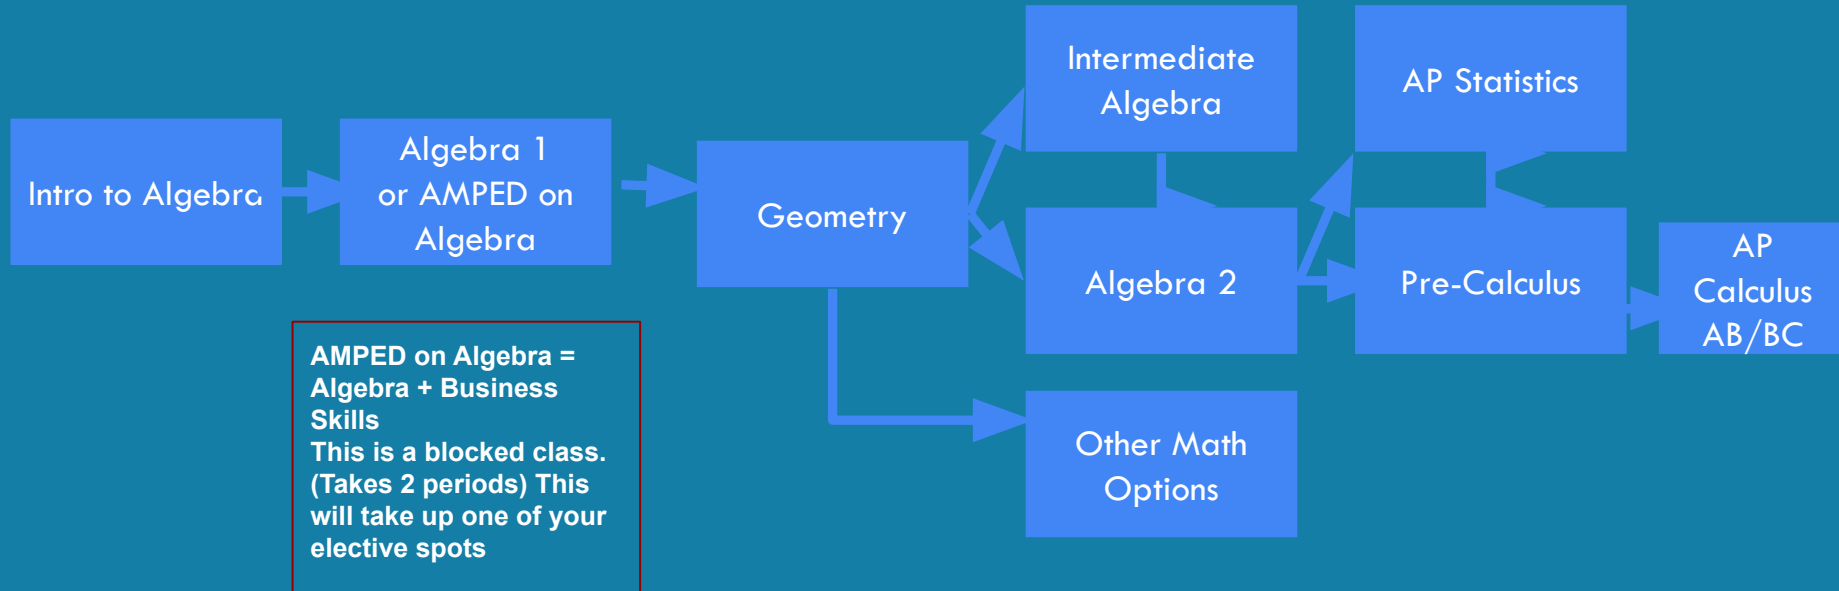 Intro to Algebra
Algebra 1
or AMPED on
Algebra
Geometry
Intermediate
Algebra
AP Statistics
Algebra 2
Pre-Calculus
AP
Calculus
AB/BC
Other Math
Options
AMPED on Algebra =
Algebra + Business
Skills
This is a blocked class.
(Takes 2 periods) This
will take up one of your
elective spots